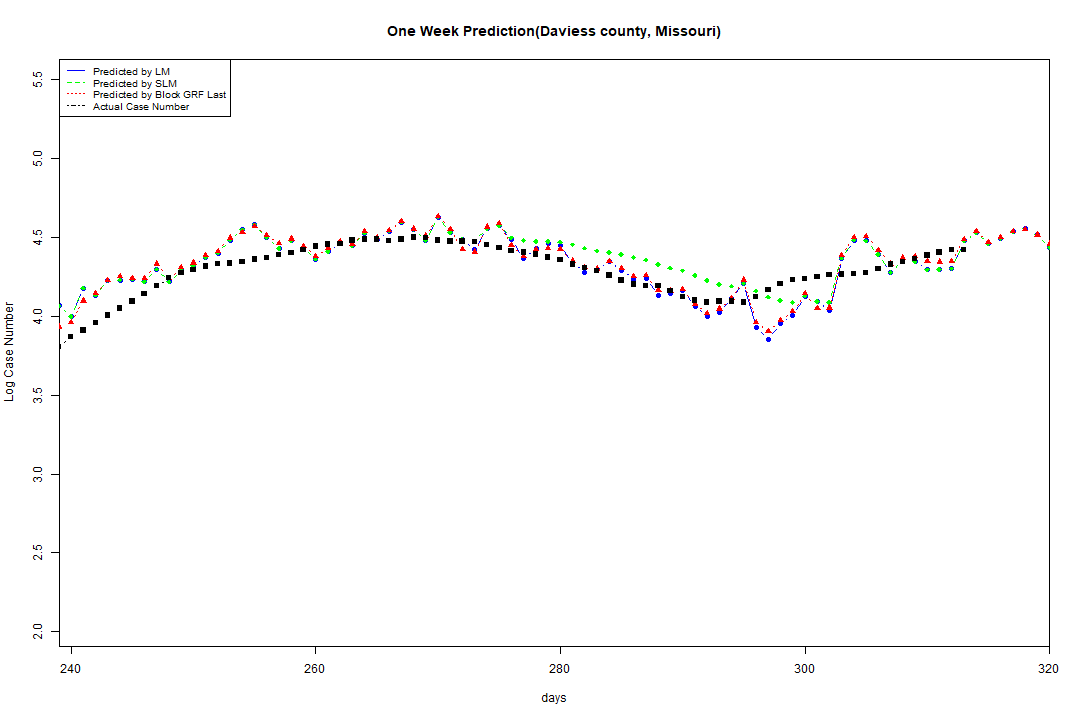 One Week Prediction(Daviess county, Missouri)
Predicted by LM
Predicted by SLM
Predicted by Block GRF Last
Actual Case Number
5.5
5.0
4.5
4.0
3.5
3.0
2.5
2.0
Log Case Number
240 260 280 300 320
days